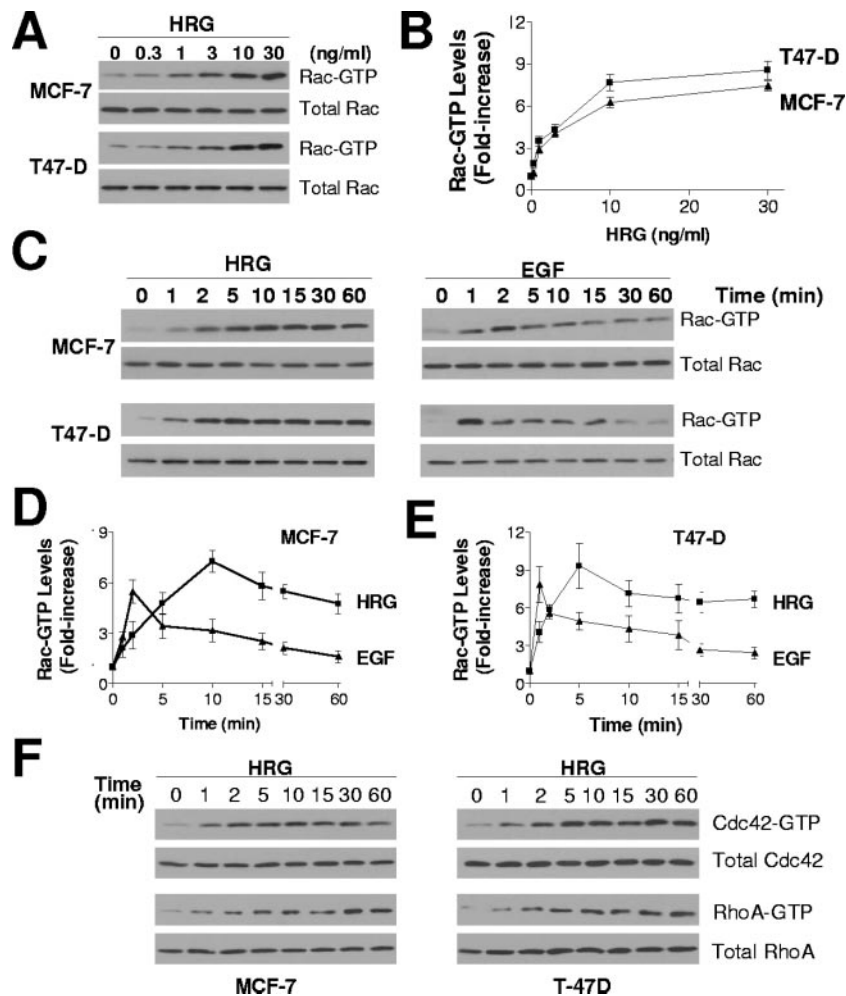 A
HRG
0 0.3 1 3 10 30 (ng/ml)
MCF-7
Rac-GTP
Total Rac
T47-D
Rac-GTP
Total Rac
B
Rac-GTP Levels
(Fold-increase)
12
9
6
3
0
0 10 20 30
HRG (ng/ml)
T47-D
MCF-7
C
HRG
0 1 2 5 10 15 30 60
EGF
0 1 2 5 10 15 30 60 Time (min)
MCF-7
Rac-GTP
Total Rac
T47-D
Rac-GTP
Total Rac
D
MCF-7
Rac-GTP Levels
(Fold-increase)
9
6
3
0
0 5 10 15 30 60
Time (min)
HRG
EGF
E
T47-D
Rac-GTP Levels
(Fold-increase)
12
9
6
3
0
0 5 10 15 30 60
Time (min)
HRG
EGF
F
Time
(min)
HRG
0 1 2 5 10 15 30 60
HRG
0 1 2 5 10 15 30 60
Cdc42-GTP
Total Cdc42
RhoA-GTP
Total RhoA
MCF-7
T-47D